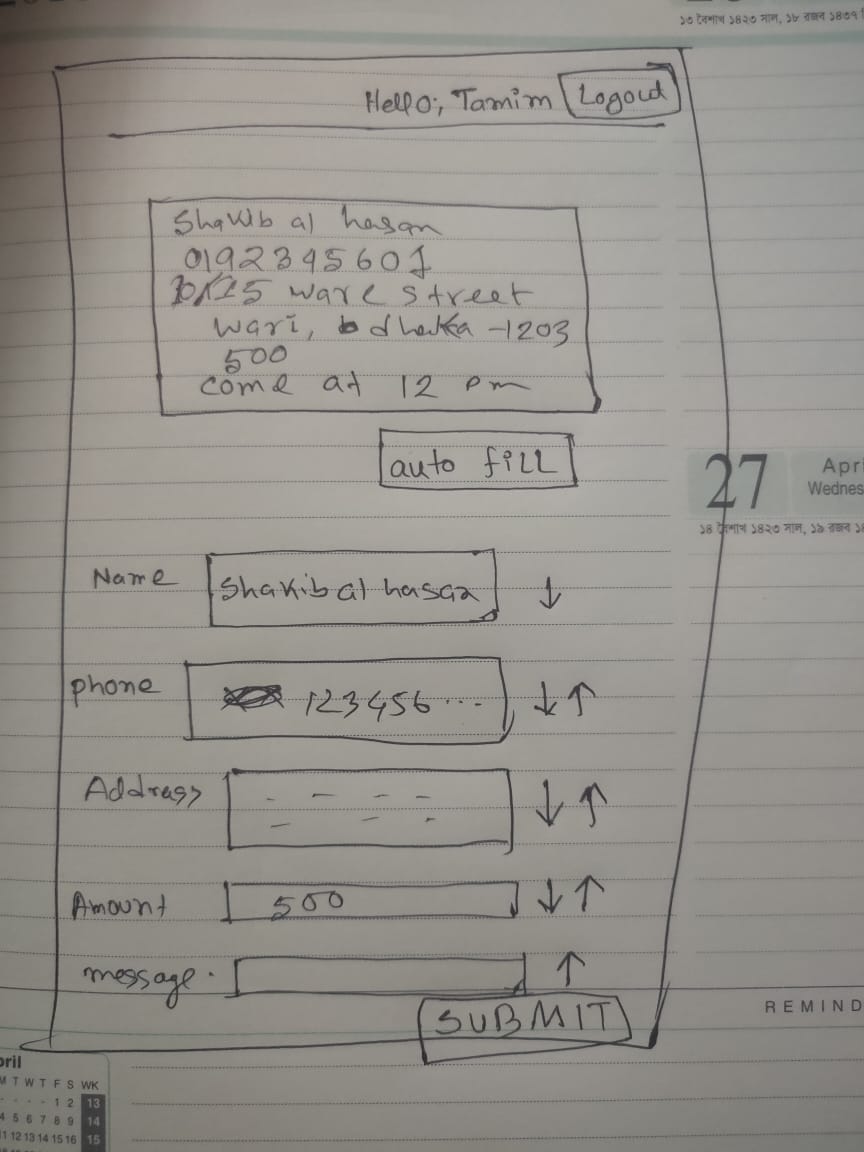 ১৩ বৈশাখ ১৪২৩ সাল, ১৮ রজব ১৪৩৭
Hello, Tamim Logout
Shakib al hasan
0192345601
ware street
wari, dhaka -1203
500
come at 12 pm
auto fill
27
Apri
Wednes
১৪ বৈশাখ ১৪২৩ সাল, ১৯ রজব ১৪
Name Shakib al hasan ↓
phone 123456... ↓↑
Address ↓↑
Amount 500 ↓↑
message. ↑
SUBMIT
REMIND
pril
M T W T F S WK
- - - - 1 2 13
4 5 6 7 8 9 14
11 12 13 14 15 16 15